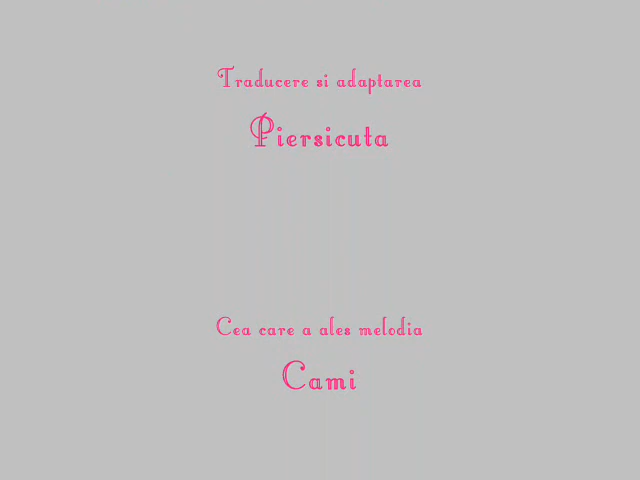 Traducere si adaptarea
Piersicuta
Cea care a ales melodia
Cami